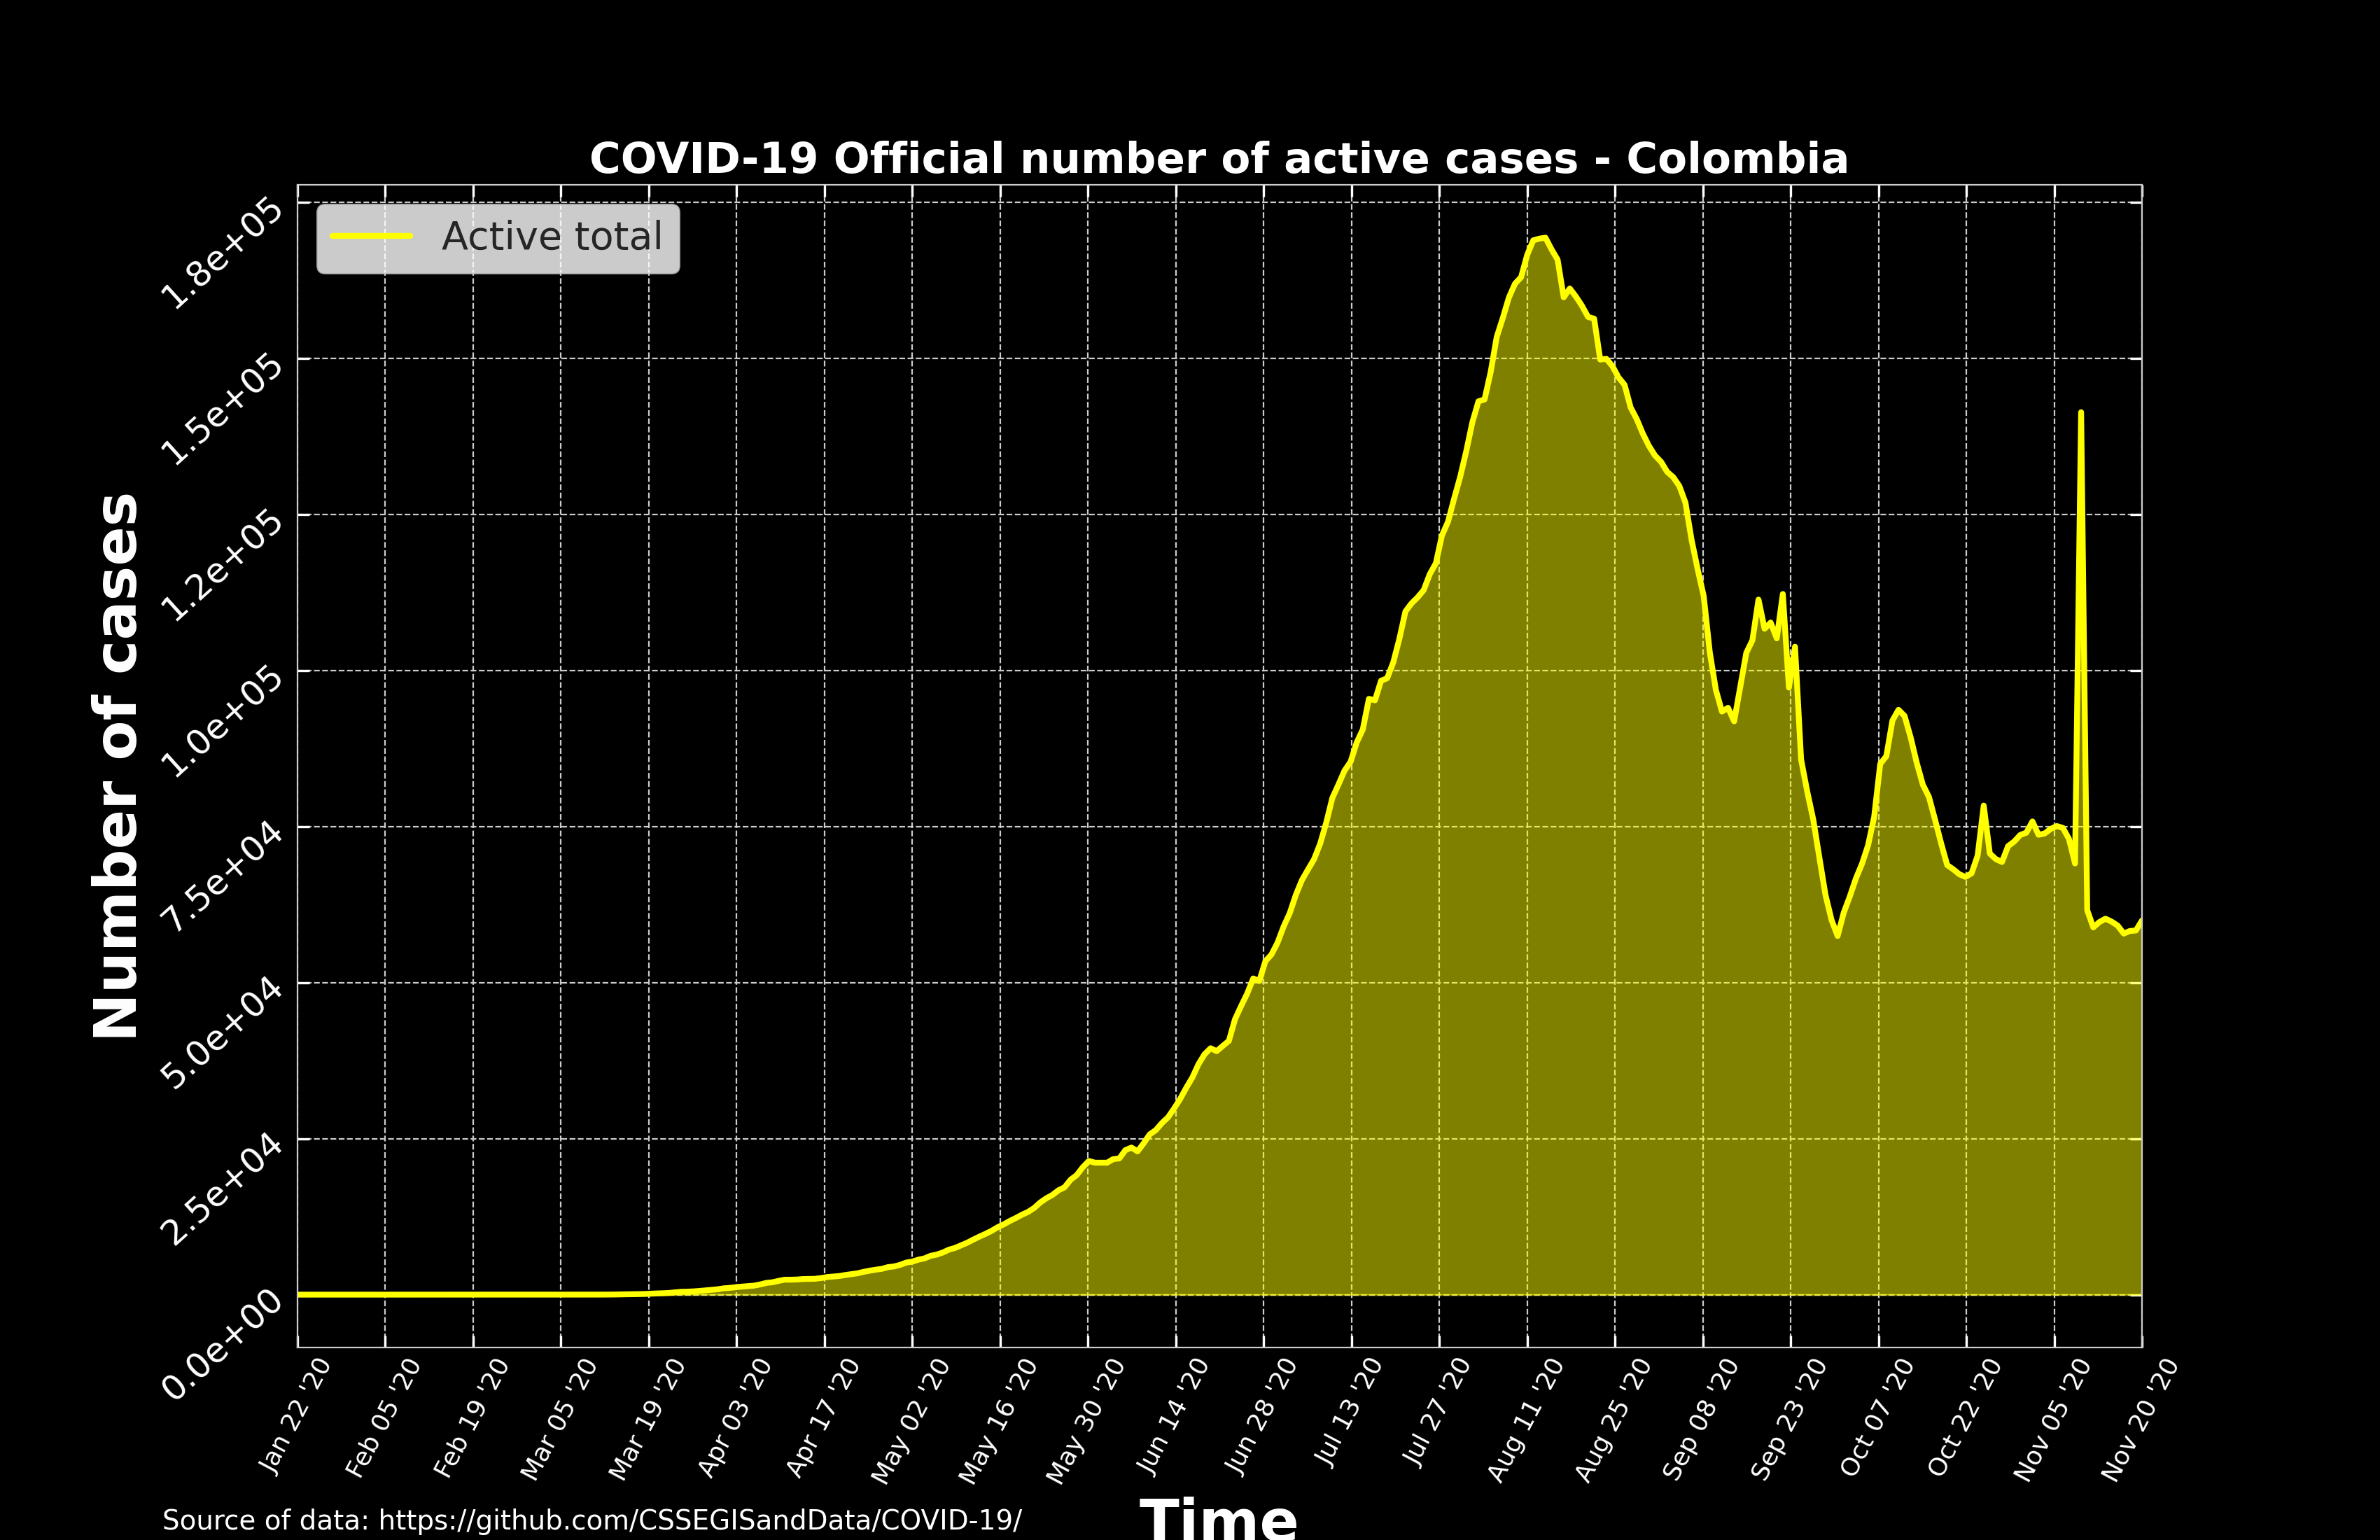 COVID-19 Official number of active cases - Colombia
Active total
Number of cases
1.8e+05
1.5e+05
1.2e+05
1.0e+05
7.5e+04
5.0e+04
2.5e+04
0.0e+00
Jan 22 '20
Feb 05 '20
Feb 19 '20
Mar 05 '20
Mar 19 '20
Apr 03 '20
Apr 17 '20
May 02 '20
May 16 '20
May 30 '20
Jun 14 '20
Jun 28 '20
Jul 13 '20
Jul 27 '20
Aug 11 '20
Aug 25 '20
Sep 08 '20
Sep 23 '20
Oct 07 '20
Oct 22 '20
Nov 05 '20
Nov 20 '20
Time
Source of data: https://github.com/CSSEGISandData/COVID-19/